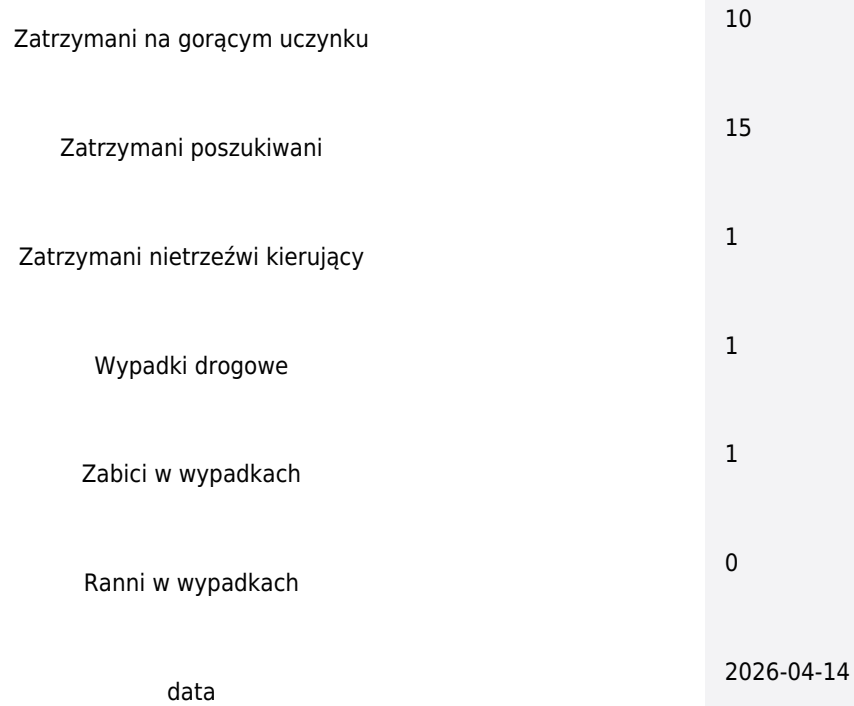 Zatrzymani na gorącym uczynku 10
Zatrzymani poszukiwani 15
Zatrzymani nietrzeźwi kierujący 1
Wypadki drogowe 1
Zabici w wypadkach 1
Ranni w wypadkach 0
data 2026-04-14